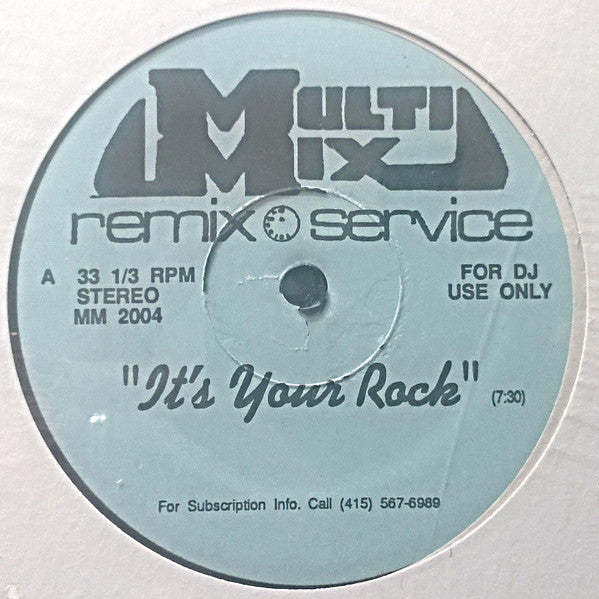 MULTI
MIX
remix service
A 33 1/3 RPM
STEREO
MM 2004
FOR DJ
USE ONLY
"It's Your Rock" (7:30)
For Subscription Info. Call (415) 567-6989